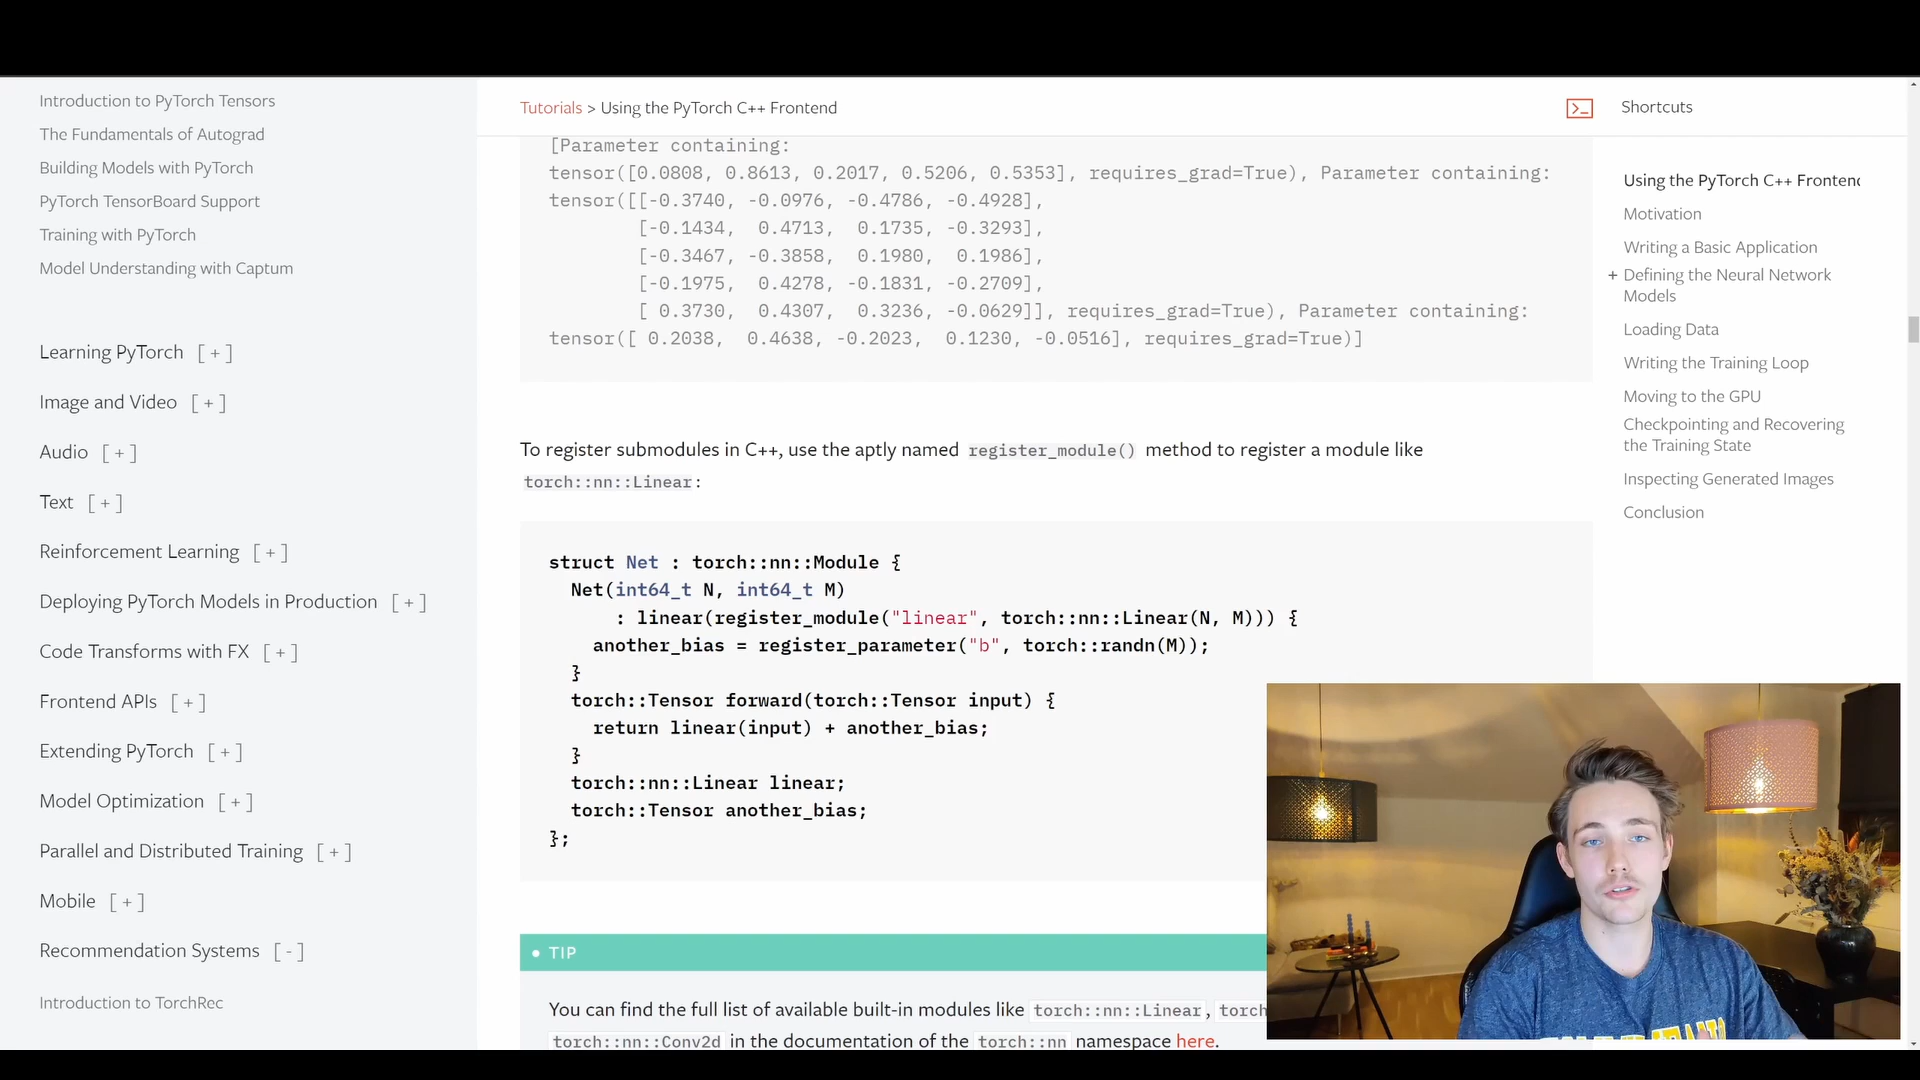 Introduction to PyTorch Tensors
The Fundamentals of Autograd
Building Models with PyTorch
PyTorch TensorBoard Support
Training with PyTorch
Model Understanding with Captum
Learning PyTorch [ + ]
Image and Video [ + ]
Audio [ + ]
Text [ + ]
Reinforcement Learning [ + ]
Deploying PyTorch Models in Production [ + ]
Code Transforms with FX [ + ]
Frontend APIs [ + ]
Extending PyTorch [ + ]
Model Optimization [ + ]
Parallel and Distributed Training [ + ]
Mobile [ + ]
Recommendation Systems [ - ]
Introduction to TorchRec
Tutorials > Using the PyTorch C++ Frontend
[Parameter containing:
tensor([0.0808, 0.8613, 0.2017, 0.5206, 0.5353], requires_grad=True), Parameter containing:
tensor([[-0.3740, -0.0976, -0.4786, -0.4928],
[-0.1434, 0.4713, 0.1735, -0.3293],
[-0.3467, -0.3858, 0.1980, 0.1986],
[-0.1975, 0.4278, -0.1831, -0.2709],
[ 0.3730, 0.4307, 0.3236, -0.0629]], requires_grad=True), Parameter containing:
tensor([ 0.2038, 0.4638, -0.2023, 0.1230, -0.0516], requires_grad=True)]
To register submodules in C++, use the aptly named register_module() method to register a module like
torch::nn::Linear:
struct Net : torch::nn::Module {
Net(int64_t N, int64_t M)
: linear(register_module("linear", torch::nn::Linear(N, M))) {
another_bias = register_parameter("b", torch::randn(M));
}
torch::Tensor forward(torch::Tensor input) {
return linear(input) + another_bias;
}
torch::nn::Linear linear;
torch::Tensor another_bias;
};
TIP
You can find the full list of available built-in modules like torch::nn::Linear, torch
torch::nn::Conv2d in the documentation of the torch::nn namespace here.
Shortcuts
Using the PyTorch C++ Frontend
Motivation
Writing a Basic Application
+ Defining the Neural Network
Models
Loading Data
Writing the Training Loop
Moving to the GPU
Checkpointing and Recovering
the Training State
Inspecting Generated Images
Conclusion